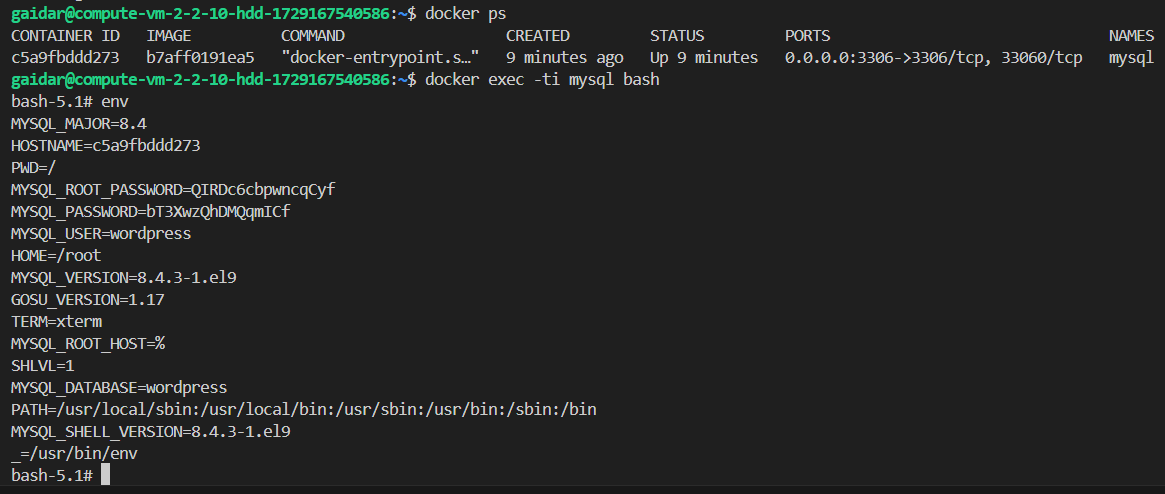 gaidar@compute-vm-2-2-10-hdd-1729167540586:~$ docker ps
CONTAINER ID   IMAGE          COMMAND                  CREATED         STATUS         PORTS                               NAMES
c5a9fbddd273   b7aff0191ea5   "docker-entrypoint.s…"   9 minutes ago   Up 9 minutes   0.0.0.0:3306->3306/tcp, 33060/tcp   mysql
gaidar@compute-vm-2-2-10-hdd-1729167540586:~$ docker exec -ti mysql bash
bash-5.1# env
MYSQL_MAJOR=8.4
HOSTNAME=c5a9fbddd273
PWD=/
MYSQL_ROOT_PASSWORD=QIRDc6cbpwncqCyf
MYSQL_PASSWORD=bT3XwzQhDMQqmICf
MYSQL_USER=wordpress
HOME=/root
MYSQL_VERSION=8.4.3-1.el9
GOSU_VERSION=1.17
TERM=xterm
MYSQL_ROOT_HOST=%
SHLVL=1
MYSQL_DATABASE=wordpress
PATH=/usr/local/sbin:/usr/local/bin:/usr/sbin:/usr/bin:/sbin:/bin
MYSQL_SHELL_VERSION=8.4.3-1.el9
_=/usr/bin/env
bash-5.1#